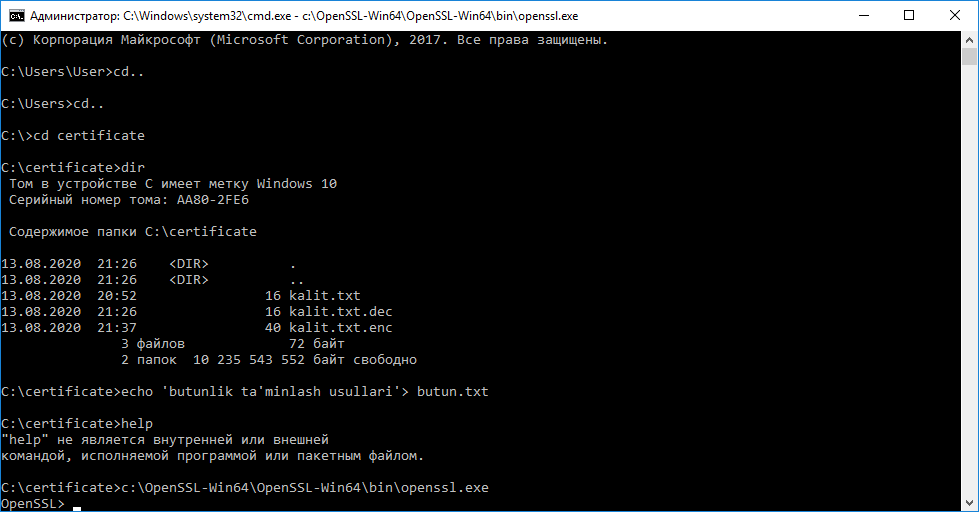 Администратор: C:\Windows\system32\cmd.exe - c:\OpenSSL-Win64\OpenSSL-Win64\bin\openssl.exe
(c) Корпорация Майкрософт (Microsoft Corporation), 2017. Все права защищены.
C:\Users\User>cd..
C:\Users>cd..
C:\>cd certificate
C:\certificate>dir
Том в устройстве C имеет метку Windows 10
Серийный номер тома: AA80-2FE6
Содержимое папки C:\certificate
13.08.2020  21:26    <DIR>          .
13.08.2020  21:26    <DIR>          ..
13.08.2020  20:52                16 kalit.txt
13.08.2020  21:26                16 kalit.txt.dec
13.08.2020  21:37                40 kalit.txt.enc
3 файлов             72 байт
2 папок  10 235 543 552 байт свободно
C:\certificate>echo 'butunlik ta'minlash usullari'> butun.txt
C:\certificate>help
"help" не является внутренней или внешней
командой, исполняемой программой или пакетным файлом.
C:\certificate>c:\OpenSSL-Win64\OpenSSL-Win64\bin\openssl.exe
OpenSSL>